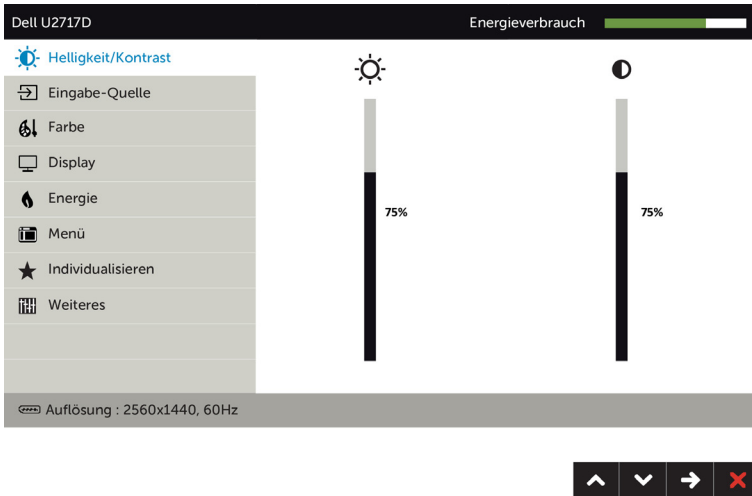 Dell U2717D
Energieverbrauch
Helligkeit/Kontrast
Eingabe-Quelle
Farbe
Display
Energie
Menü
Individualisieren
Weiteres
75%
75%
Auflösung : 2560x1440, 60Hz